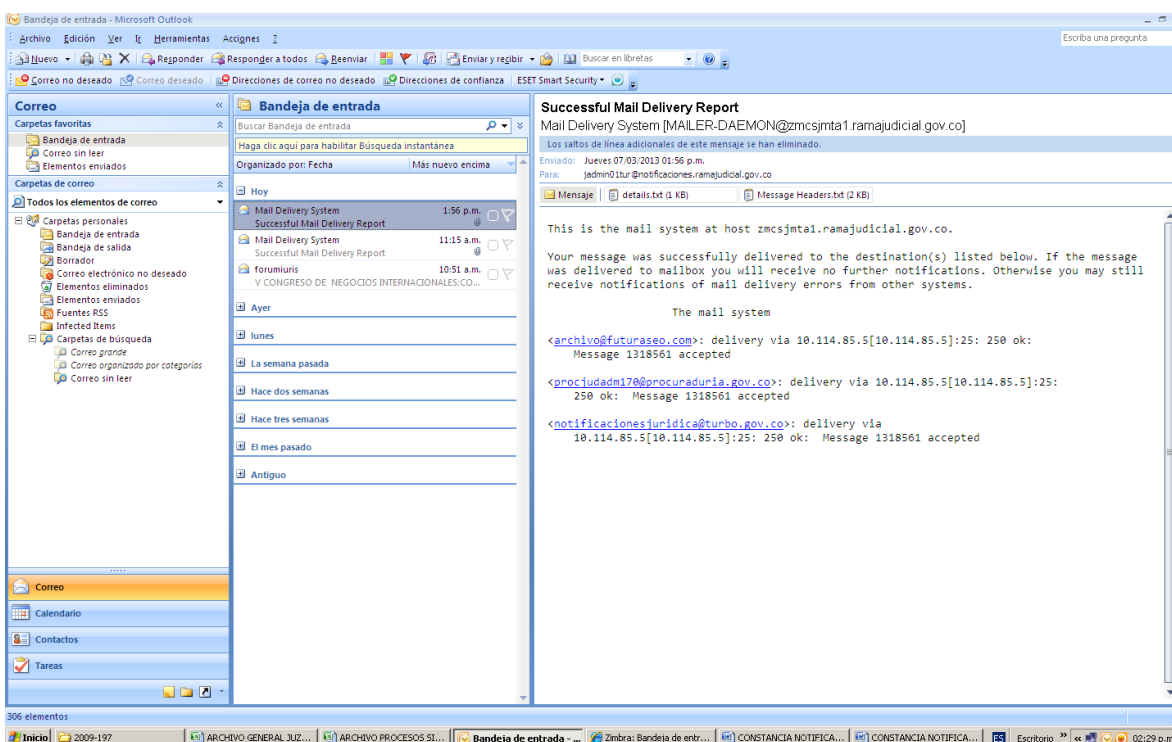 Bandeja de entrada - Microsoft Outlook
Archivo Edición Ver Ir Herramientas Acciones ?
Escriba una pregunta
Nuevo Responder Responder a todos Reenviar Enviar y recibir Buscar en libretas
Correo no deseado Correo deseado Direcciones de correo no deseado Direcciones de confianza ESET Smart Security
Correo
Carpetas favoritas
Bandeja de entrada
Correo sin leer
Elementos enviados
Carpetas de correo
Todos los elementos de correo
Carpetas personales
Bandeja de entrada
Bandeja de salida
Borrador
Correo electrónico no deseado
Elementos eliminados
Elementos enviados
Fuentes RSS
Infected Items
Carpetas de búsqueda
Correo grande
Correo organizado por categorías
Correo sin leer
Correo
Calendario
Contactos
Tareas
Bandeja de entrada
Buscar Bandeja de entrada
Haga clic aquí para habilitar Búsqueda instantánea
Organizado por: Fecha Más nuevo encima
Hoy
Mail Delivery System 1:56 p.m.
Successful Mail Delivery Report
Mail Delivery System 11:15 a.m.
Successful Mail Delivery Report
forumiuris 10:51 a.m.
V CONGRESO DE NEGOCIOS INTERNACIONALES:CO...
Ayer
lunes
La semana pasada
Hace dos semanas
Hace tres semanas
El mes pasado
Antiguo
Successful Mail Delivery Report
Mail Delivery System [MAILER-DAEMON@zmcsjmta1.ramajudicial.gov.co]
Los saltos de línea adicionales de este mensaje se han eliminado.
Enviado: Jueves 07/03/2013 01:56 p.m.
Para: jadmin01tur@notificaciones.ramajudicial.gov.co
Mensaje details.txt (1 KB) Message Headers.txt (2 KB)
This is the mail system at host zmcsjmta1.ramajudicial.gov.co.
Your message was successfully delivered to the destination(s) listed below. If the message
was delivered to mailbox you will receive no further notifications. Otherwise you may still
receive notifications of mail delivery errors from other systems.
The mail system
<archivo@futuraseo.com>: delivery via 10.114.85.5[10.114.85.5]:25: 250 ok:
Message 1318561 accepted
<procjudadm170@procuraduria.gov.co>: delivery via 10.114.85.5[10.114.85.5]:25:
250 ok: Message 1318561 accepted
<notificacionesjuridica@turbo.gov.co>: delivery via
10.114.85.5[10.114.85.5]:25: 250 ok: Message 1318561 accepted
306 elementos
Inicio 2009-197 ARCHIVO GENERAL JUZ... ARCHIVO PROCESOS SI... Bandeja de entrada - ... Zimbra: Bandeja de entr... CONSTANCIA NOTIFICA... CONSTANCIA NOTIFICA... ES Escritorio 02:29 p.m.